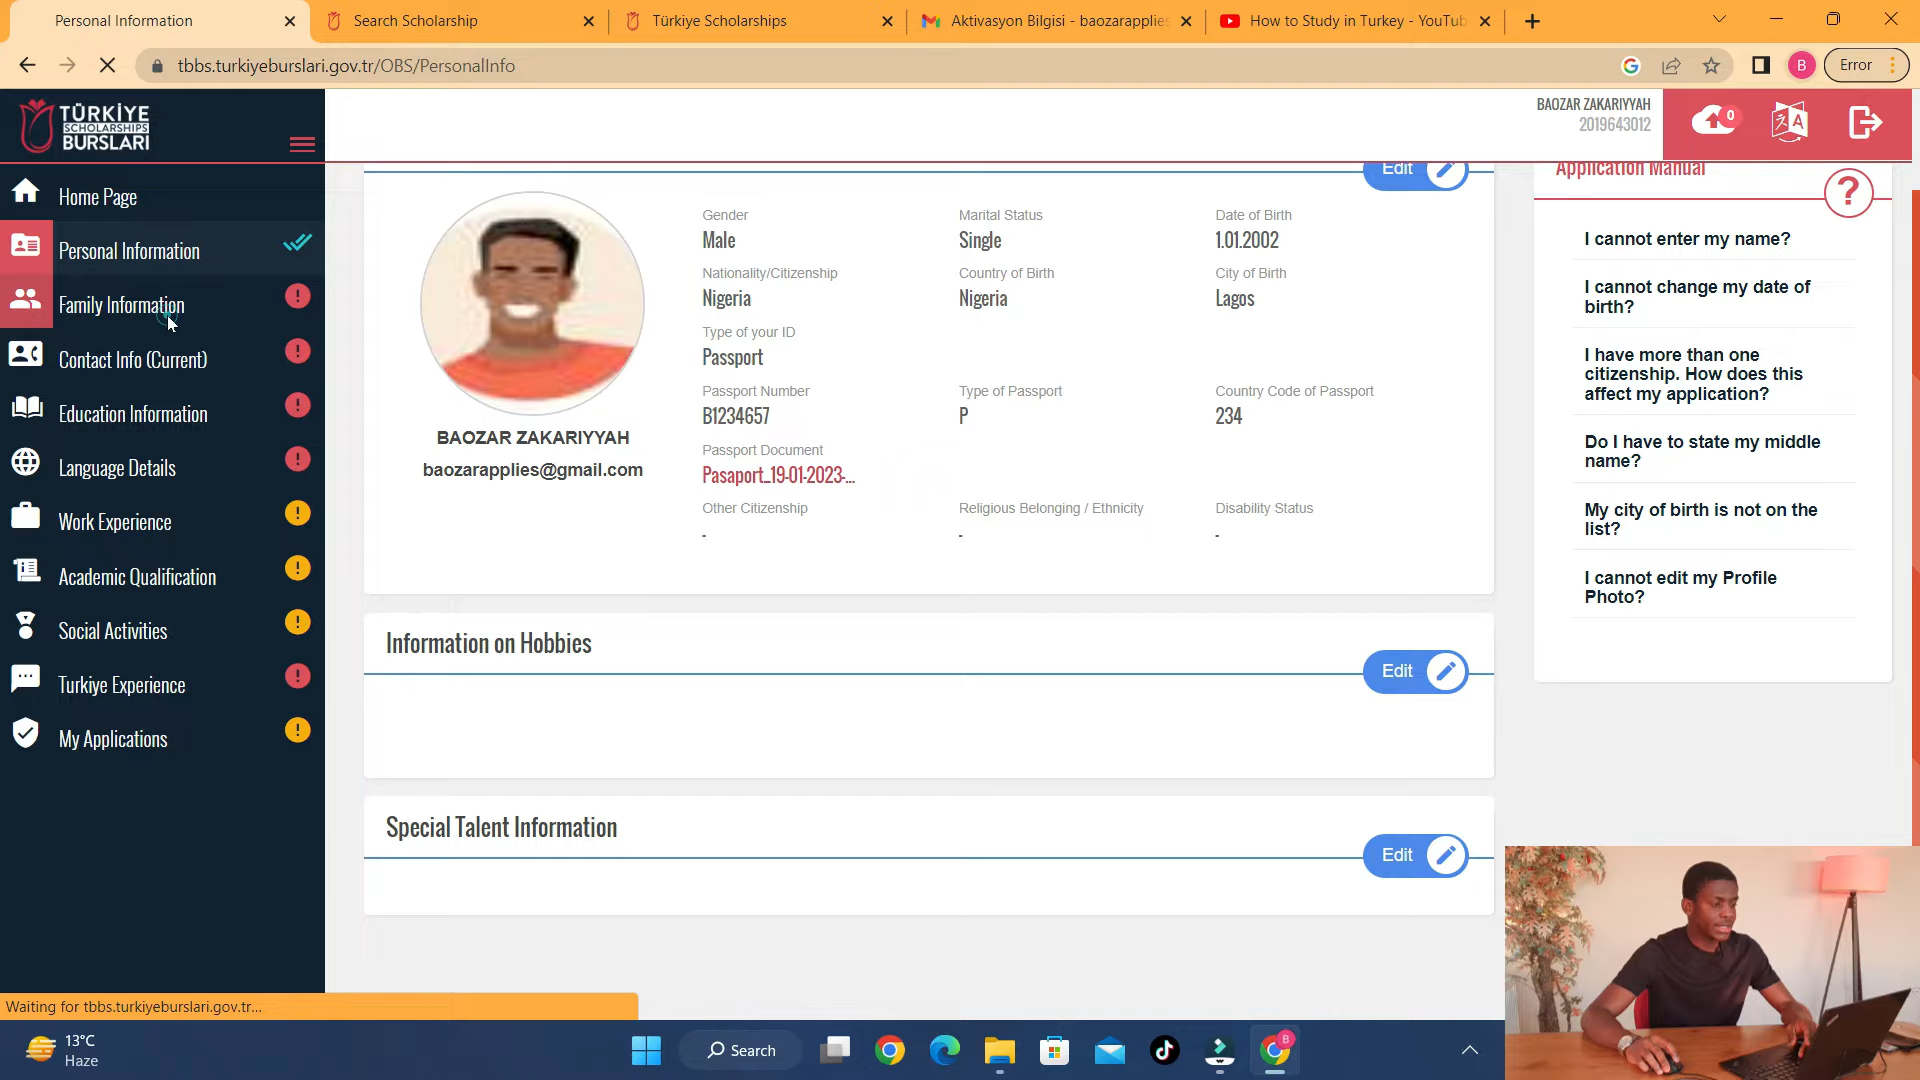 Personal Information
Search Scholarship
Türkiye Scholarships
Aktivasyon Bilgisi - baozarapplies
How to Study in Turkey - YouTub
tbbs.turkiyeburslari.gov.tr/OBS/PersonalInfo
B
Error
TÜRKİYE
SCHOLARSHIPS
BURSLARI
BAOZAR ZAKARIYYAH
2019643012
0
Home Page
Personal Information
Family Information
Contact Info (Current)
Education Information
Language Details
Work Experience
Academic Qualification
Social Activities
Turkiye Experience
My Applications
Edit
BAOZAR ZAKARIYYAH
baozarapplies@gmail.com
Gender
Male
Marital Status
Single
Date of Birth
1.01.2002
Nationality/Citizenship
Nigeria
Country of Birth
Nigeria
City of Birth
Lagos
Type of your ID
Passport
Passport Number
B1234657
Type of Passport
P
Country Code of Passport
234
Passport Document
Pasaport_19-01-2023-...
Other Citizenship
-
Religious Belonging / Ethnicity
-
Disability Status
-
Information on Hobbies
Edit
Special Talent Information
Edit
Application Manual
?
I cannot enter my name?
I cannot change my date of
birth?
I have more than one
citizenship. How does this
affect my application?
Do I have to state my middle
name?
My city of birth is not on the
list?
I cannot edit my Profile
Photo?
Waiting for tbbs.turkiyeburslari.gov.tr...
13°C
Haze
Search
B